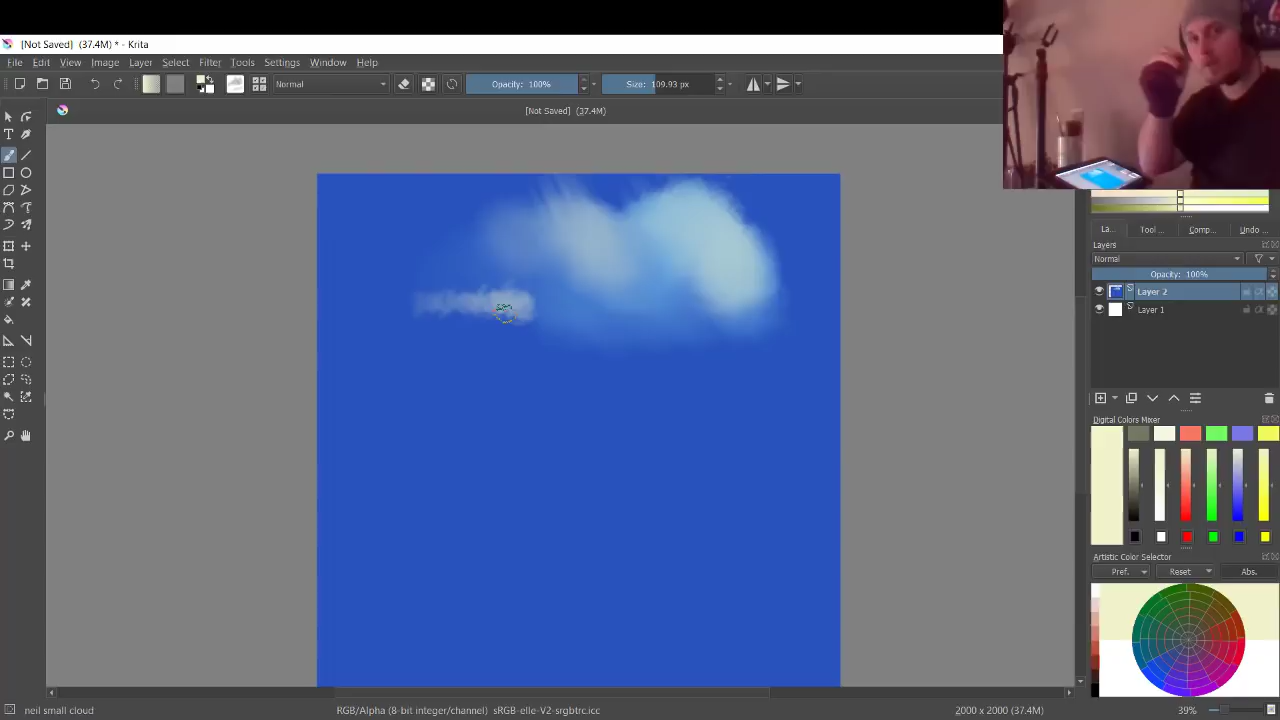 [Not Saved] (37.4M) * - Krita
File Edit View Image Layer Select Filter Tools Settings Window Help
Normal Opacity: 100% Size: 109.93 px
[Not Saved] (37.4M)
La... Tool ... Comp... Undo ...
Layers
Normal
Opacity: 100%
Layer 2
Layer 1
Digital Colors Mixer
Artistic Color Selector
Pref. Reset Abs.
neil small cloud RGB/Alpha (8-bit integer/channel) sRGB-elle-V2-srgbtrc.icc 2000 x 2000 (37.4M) 39%